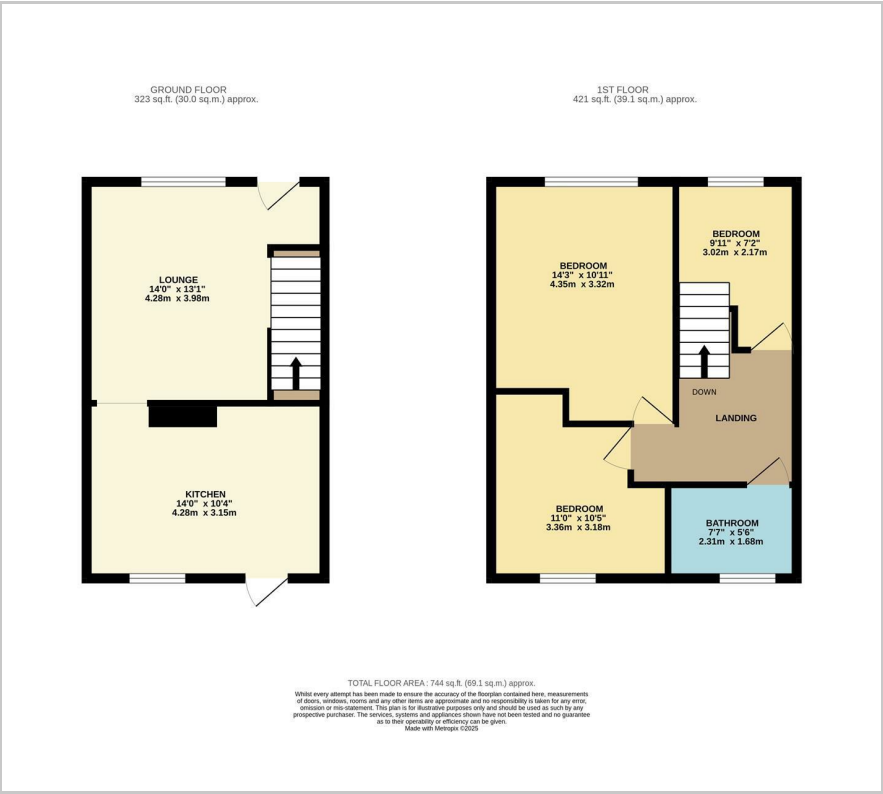 GROUND FLOOR
323 sq.ft. (30.0 sq.m.) approx.
1ST FLOOR
421 sq.ft. (39.1 sq.m.) approx.
LOUNGE
14'0" x 13'1"
4.28m x 3.98m
KITCHEN
14'0" x 10'4"
4.28m x 3.15m
BEDROOM
14'3" x 10'11"
4.35m x 3.32m
BEDROOM
9'11" x 7'2"
3.02m x 2.17m
DOWN
LANDING
BEDROOM
11'0" x 10'5"
3.36m x 3.18m
BATHROOM
7'7" x 5'6"
2.31m x 1.68m
TOTAL FLOOR AREA : 744 sq.ft. (69.1 sq.m.) approx.
Whilst every attempt has been made to ensure the accuracy of the floorplan contained here, measurements
of doors, windows, rooms and any other items are approximate and no responsibility is taken for any error,
omission or mis-statement. This plan is for illustrative purposes only and should be used as such by any
prospective purchaser. The services, systems and appliances shown have not been tested and no guarantee
as to their operability or efficiency can be given.
Made with Metropix ©2025